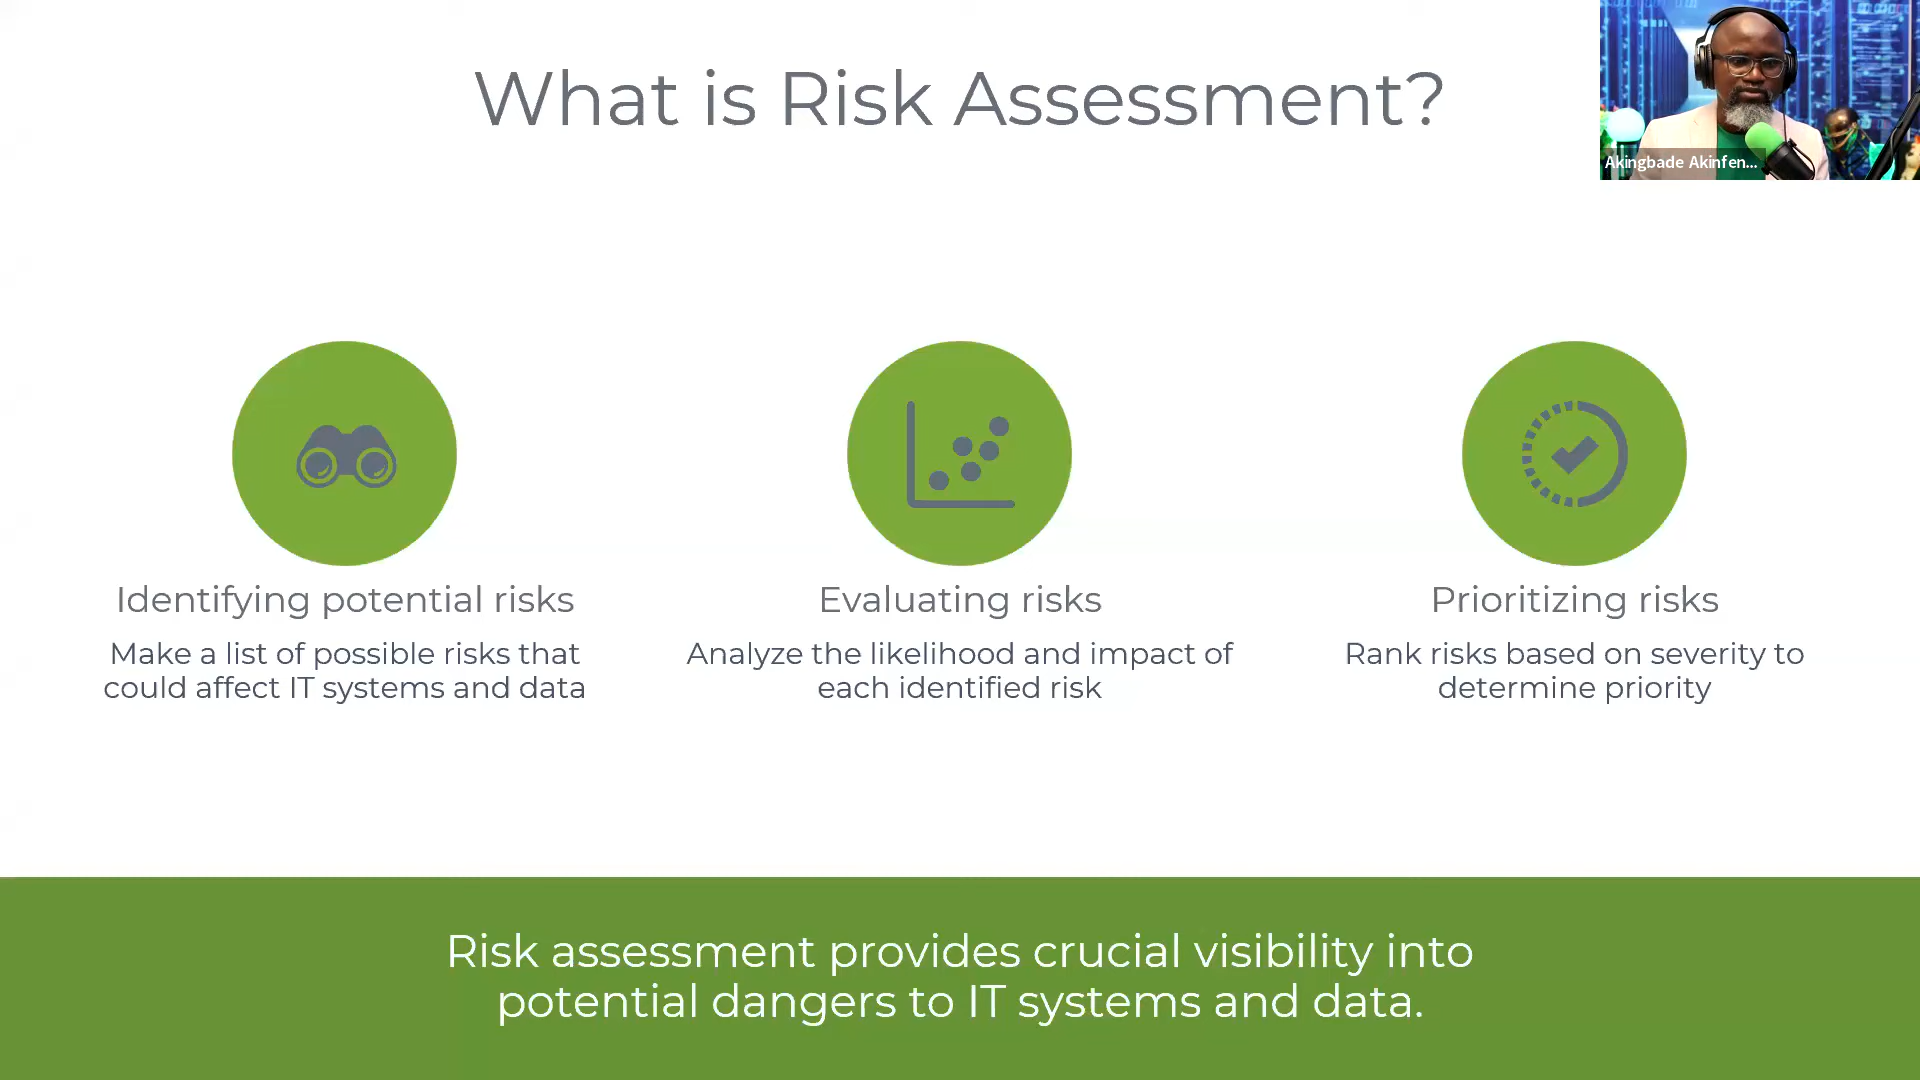 What is Risk Assessment?
Akingbade Akinfen...
Identifying potential risks
Make a list of possible risks that
could affect IT systems and data
Evaluating risks
Analyze the likelihood and impact of
each identified risk
Prioritizing risks
Rank risks based on severity to
determine priority
Risk assessment provides crucial visibility into
potential dangers to IT systems and data.